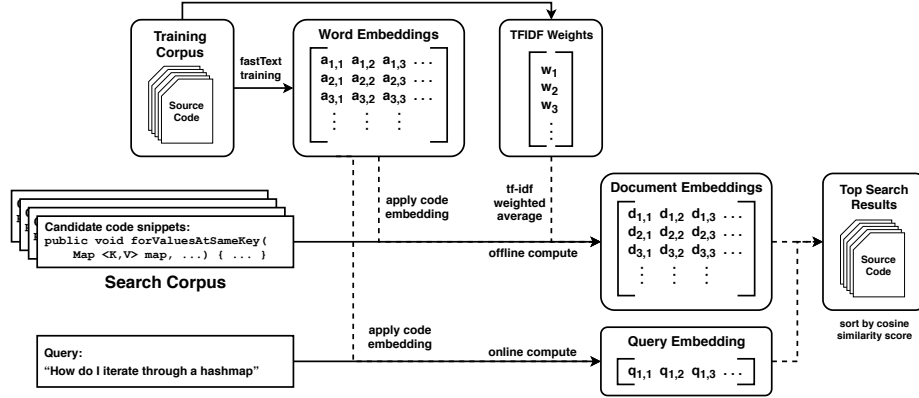 Training
Corpus
Source
Code
fastText
training
Word Embeddings
a1,1 a1,2 a1,3 ...
a2,1 a2,2 a2,3 ...
a3,1 a3,2 a3,3 ...
⋮ ⋮ ⋮
TFIDF Weights
w1
w2
w3
⋮
apply code
embedding
tf-idf
weighted
average
Candidate code snippets:
public void forValuesAtSameKey(
Map <K,V> map, ...) { ... }
Search Corpus
offline compute
Document Embeddings
d1,1 d1,2 d1,3 ...
d2,1 d2,2 d2,3 ...
d3,1 d3,2 d3,3 ...
⋮ ⋮ ⋮
Top Search
Results
Source
Code
sort by cosine
similarity score
Query:
“How do I iterate through a hashmap”
apply code
embedding
online compute
Query Embedding
q1,1 q1,2 q1,3 ...